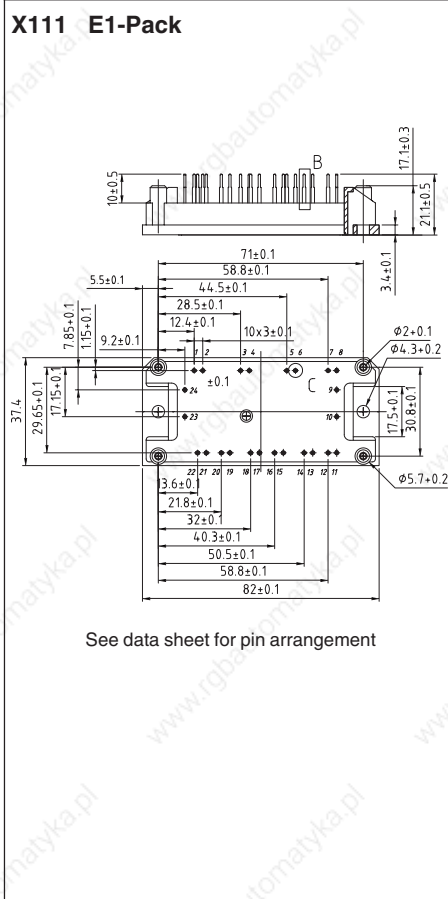 X111 E1-Pack
B
10±0.5
17.1±0.3
21.1±0.5
3.4±0.1
71±0.1
58.8±0.1
5.5±0.1
44.5±0.1
28.5±0.1
12.4±0.1
10x3±0.1
9.2±0.1
7.85+0.1
1.15+0.1
Φ2+0.1
Φ4.3+0.2
1 2 3 4 5 6 7 8
±0.1
C
24
9
23
10
37.4
29.65+0.1
17.15+0.1
17.5±0.1
30.8±0.1
Φ5.7+0.2
22 21 20 19 18 17 16 15 14 13 12 11
13.6±0.1
21.8±0.1
32±0.1
40.3±0.1
50.5±0.1
58.8±0.1
82±0.1
See data sheet for pin arrangement
www.rgbautomatyka.pl